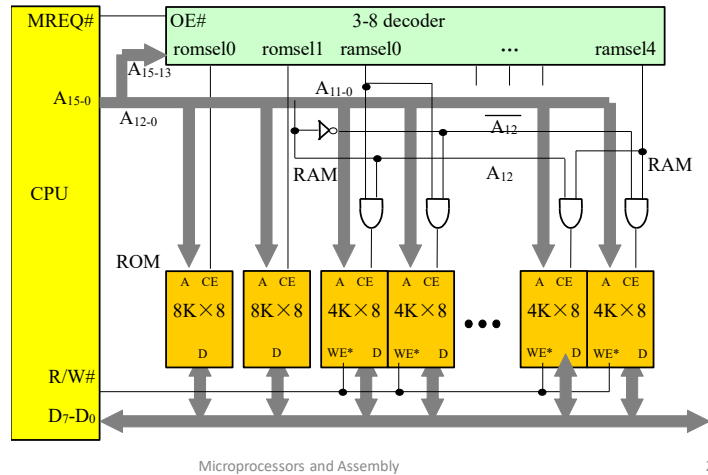 MREQ#
OE# 3-8 decoder
romsel0 romsel1 ramsel0 ... ramsel4
A15-13
A15-0
A11-0
A12-0
A12
RAM A12 RAM
CPU
ROM
A CE A CE A CE A CE A CE A CE
8K×8 8K×8 4K×8 4K×8 ••• 4K×8 4K×8
D D WE* D WE* D WE* D WE* D
R/W#
D7-D0
Microprocessors and Assembly